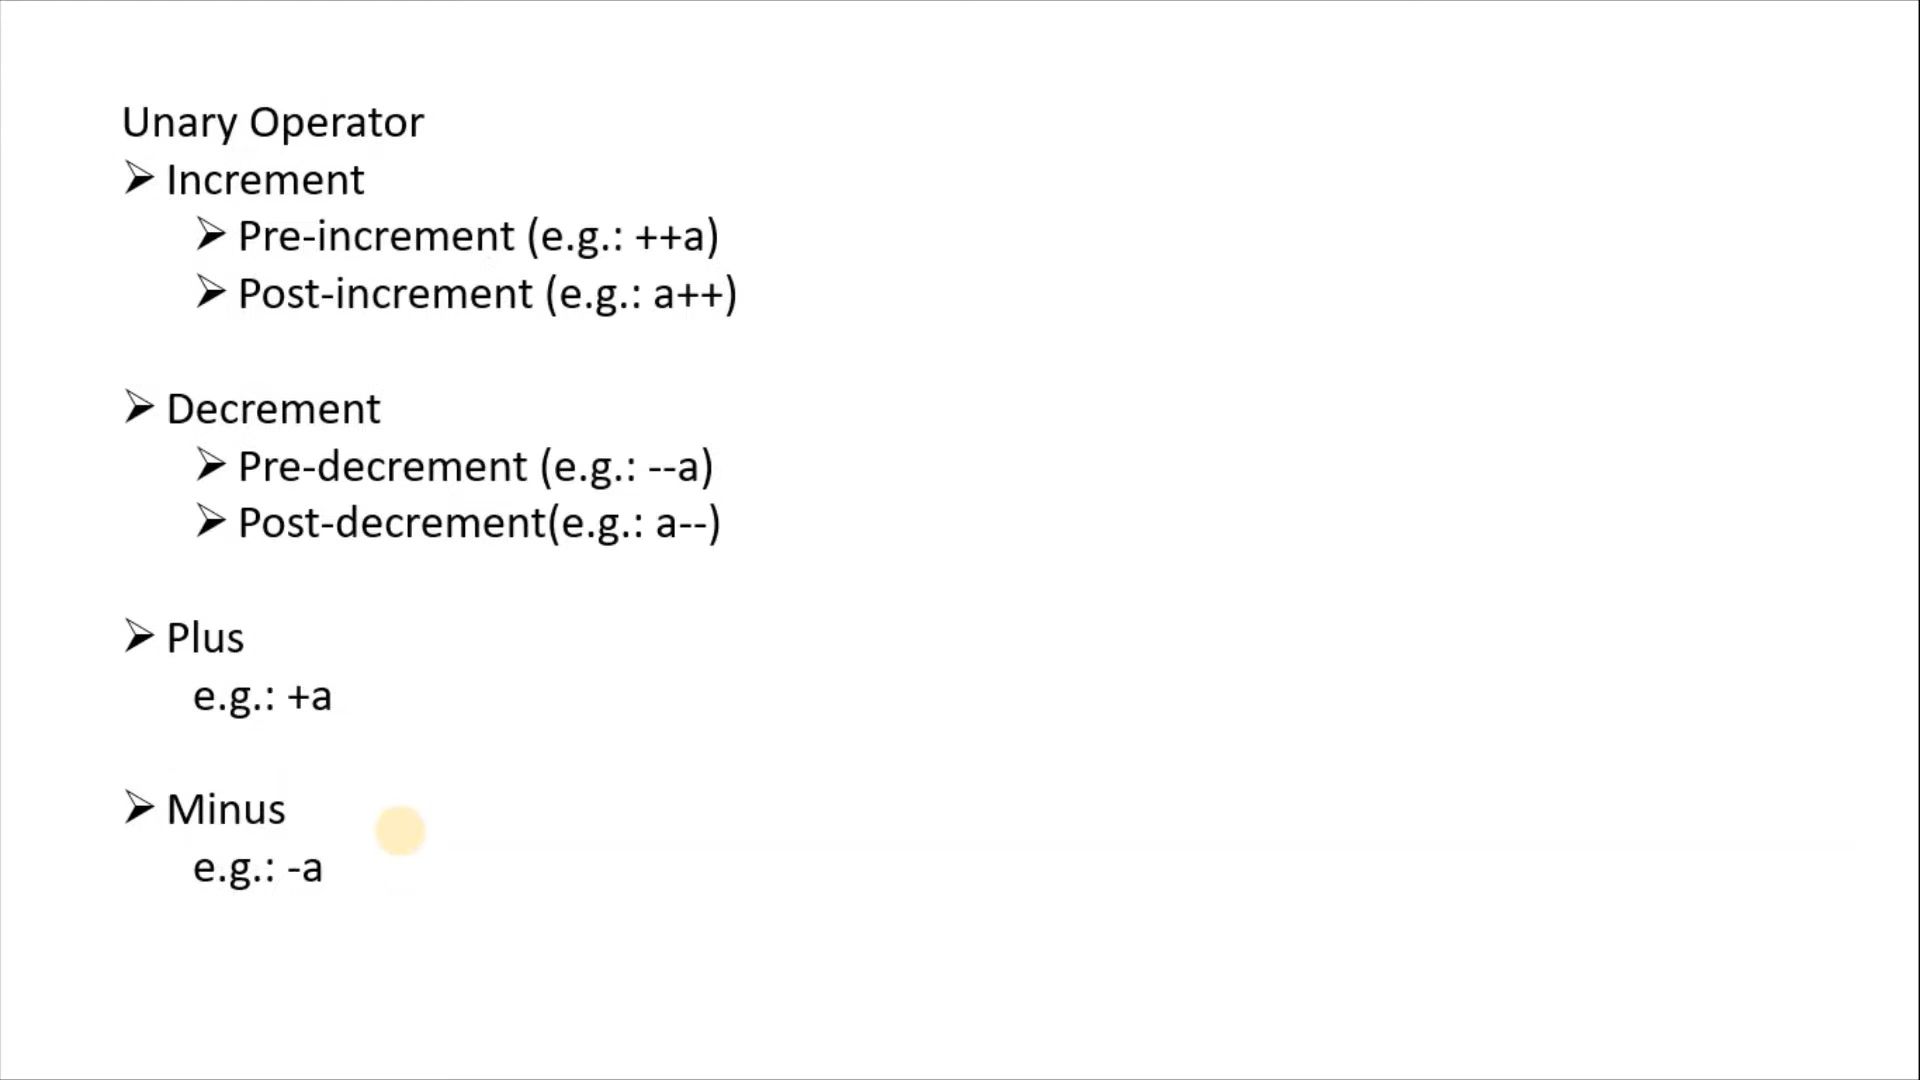 Unary Operator
➢ Increment
➢ Pre-increment (e.g.: ++a)
➢ Post-increment (e.g.: a++)
➢ Decrement
➢ Pre-decrement (e.g.: --a)
➢ Post-decrement(e.g.: a--)
➢ Plus
e.g.: +a
➢ Minus
e.g.: -a